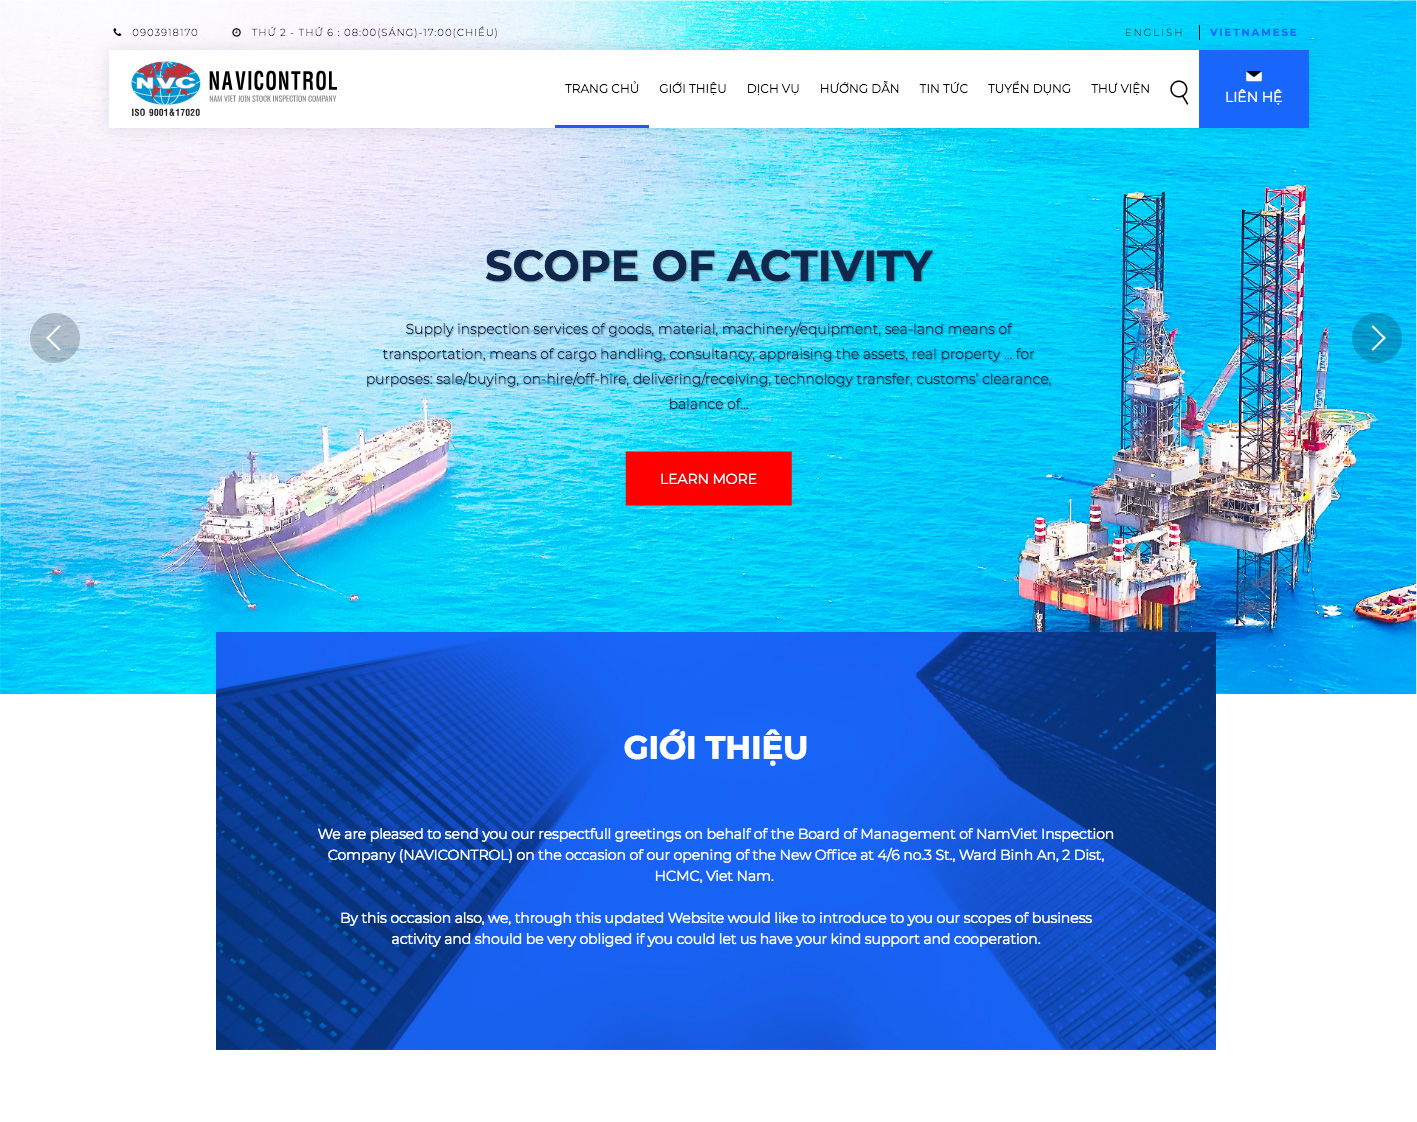 0903918170
THỨ 2 - THỨ 6 : 08:00(SÁNG)-17:00(CHIỀU)
ENGLISH
VIETNAMESE
NVC
NAVICONTROL
NAM VIET JOIN STOCK INSPECTION COMPANY
ISO 9001&17020
TRANG CHỦ
GIỚI THIỆU
DỊCH VỤ
HƯỚNG DẪN
TIN TỨC
TUYỂN DỤNG
THƯ VIỆN
LIÊN HỆ
SCOPE OF ACTIVITY
Supply inspection services of goods, material, machinery/equipment, sea-land means of
transportation, means of cargo handling, consultancy, appraising the assets, real property ... for
purposes: sale/buying, on-hire/off-hire, delivering/receiving, technology transfer, customs' clearance,
balance of...
LEARN MORE
GIỚI THIỆU
We are pleased to send you our respectfull greetings on behalf of the Board of Management of NamViet Inspection
Company (NAVICONTROL) on the occasion of our opening of the New Office at 4/6 no.3 St., Ward Binh An, 2 Dist,
HCMC, Viet Nam.
By this occasion also, we, through this updated Website would like to introduce to you our scopes of business
activity and should be very obliged if you could let us have your kind support and cooperation.